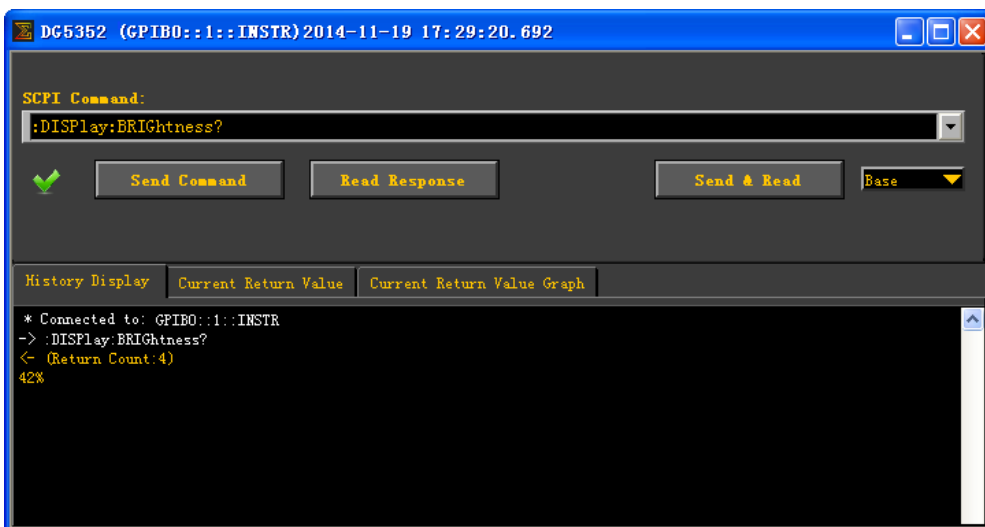 DG5352 (GPIB0::1::INSTR)2014-11-19 17:29:20.692
SCPI Command:
:DISPlay:BRIGhtness?
Send Command Read Response Send & Read Base
History Display Current Return Value Current Return Value Graph
* Connected to: GPIB0::1::INSTR
-> :DISPlay:BRIGhtness?
<- (Return Count:4)
42%